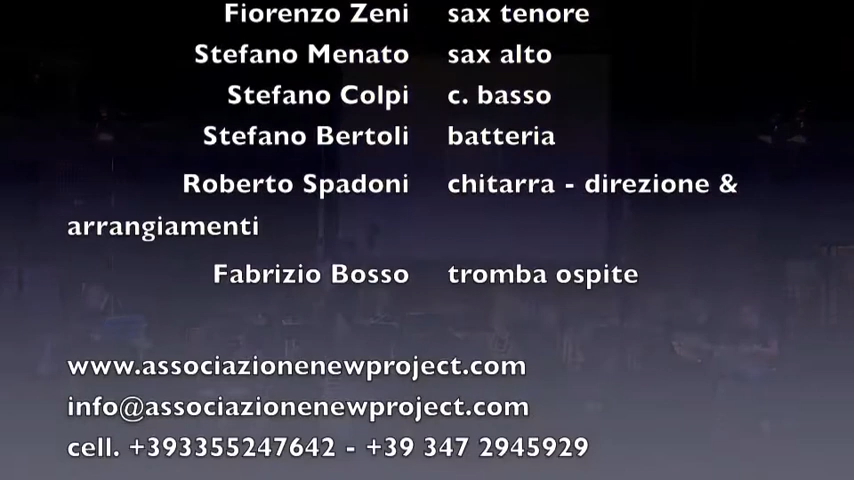 Fiorenzo Zeni sax tenore
Stefano Menato sax alto
Stefano Colpi c. basso
Stefano Bertoli batteria
Roberto Spadoni chitarra - direzione &
arrangiamenti
Fabrizio Bosso tromba ospite
www.associazionenewproject.com
info@associazionenewproject.com
cell. +393355247642 - +39 347 2945929